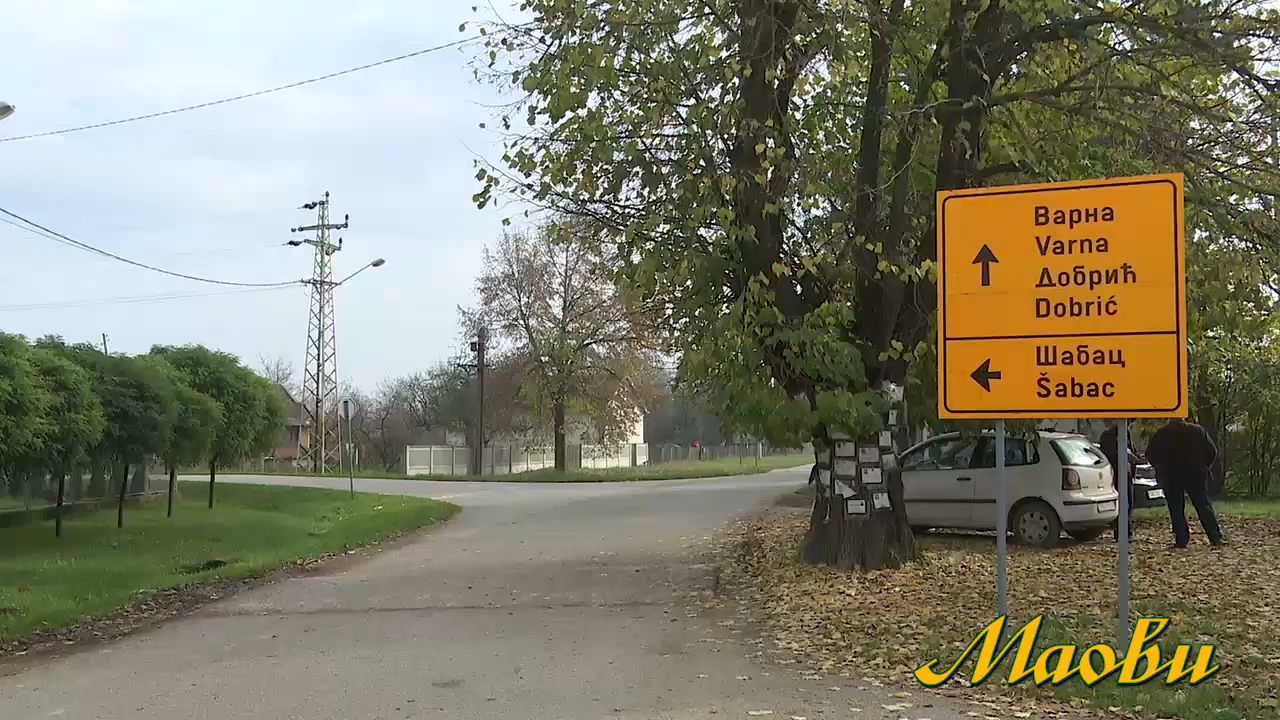 Варна
Varna
Добрић
Dobrić
Шабац
Šabac
Маови